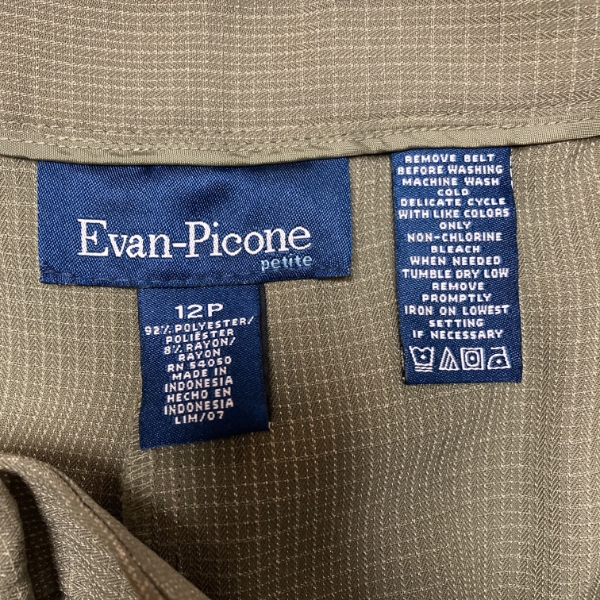 Evan-Picone
petite
12P
92% POLYESTER/
POLIÉSTER
8% RAYON/
RAYON
RN 54050
MADE IN
INDONESIA
HECHO EN
INDONESIA
LIM/07
REMOVE BELT
BEFORE WASHING
MACHINE WASH
COLD
DELICATE CYCLE
WITH LIKE COLORS
ONLY
NON-CHLORINE
BLEACH
WHEN NEEDED
TUMBLE DRY LOW
REMOVE
PROMPTLY
IRON ON LOWEST
SETTING
IF NECESSARY